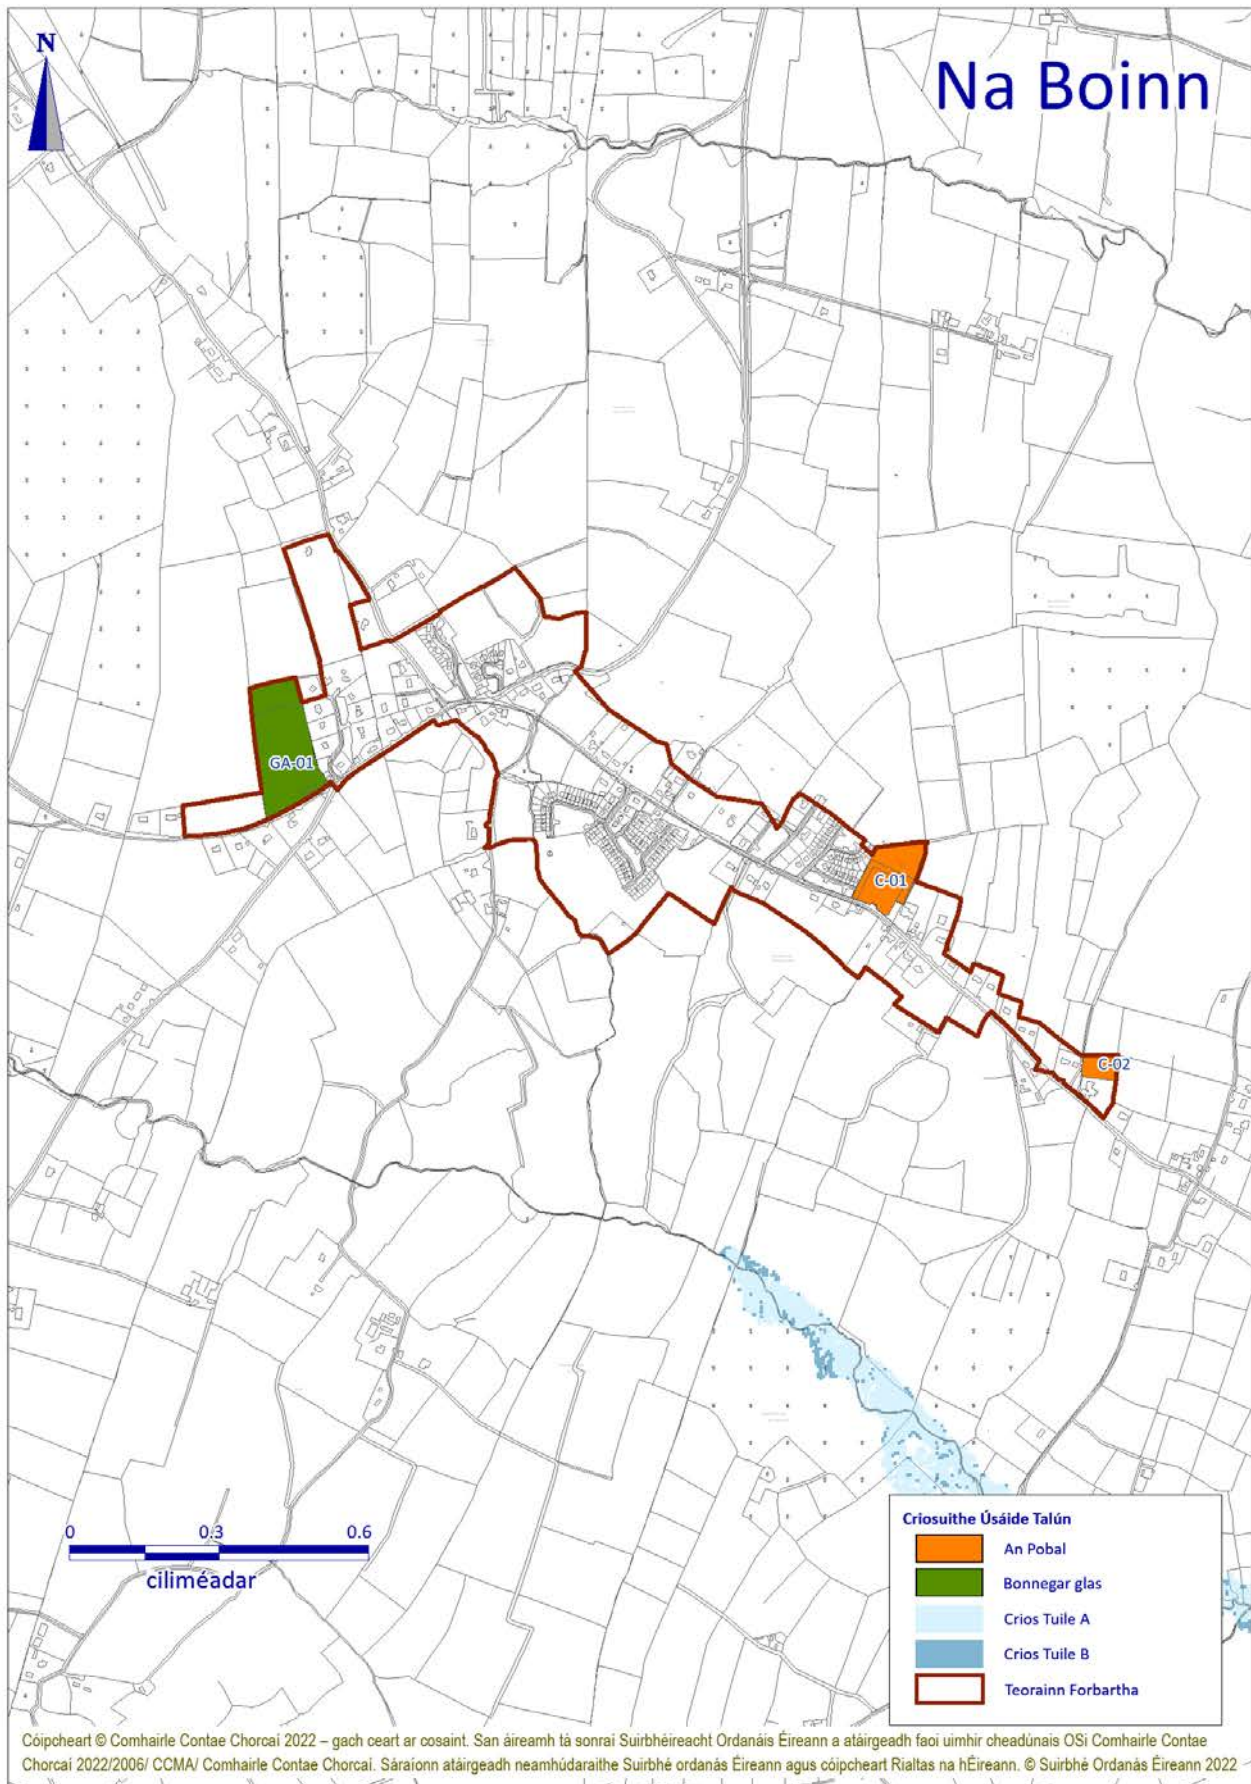 N
Na Boinn
GA-01
C-01
C-02
0 0.3 0.6
ciliméadar
Criosuithe Úsáide Talún
An Pobal
Bonnegar glas
Crios Tuile A
Crios Tuile B
Teorainn Forbartha
Cóipcheart © Comhairle Contae Chorcaí 2022 – gach ceart ar cosaint. San áireamh tá sonraí Suirbhéireacht Ordanáis Éireann a atáirgeadh faoi uimhir cheadúnais OSi Comhairle Contae
Chorcaí 2022/2006/ CCMA/ Comhairle Contae Chorcaí. Sáraíonn atáirgeadh neamhúdaraithe Suirbhé ordanás Éireann agus cóipcheart Rialtas na hÉireann. © Suirbhé Ordanás Éireann 2022